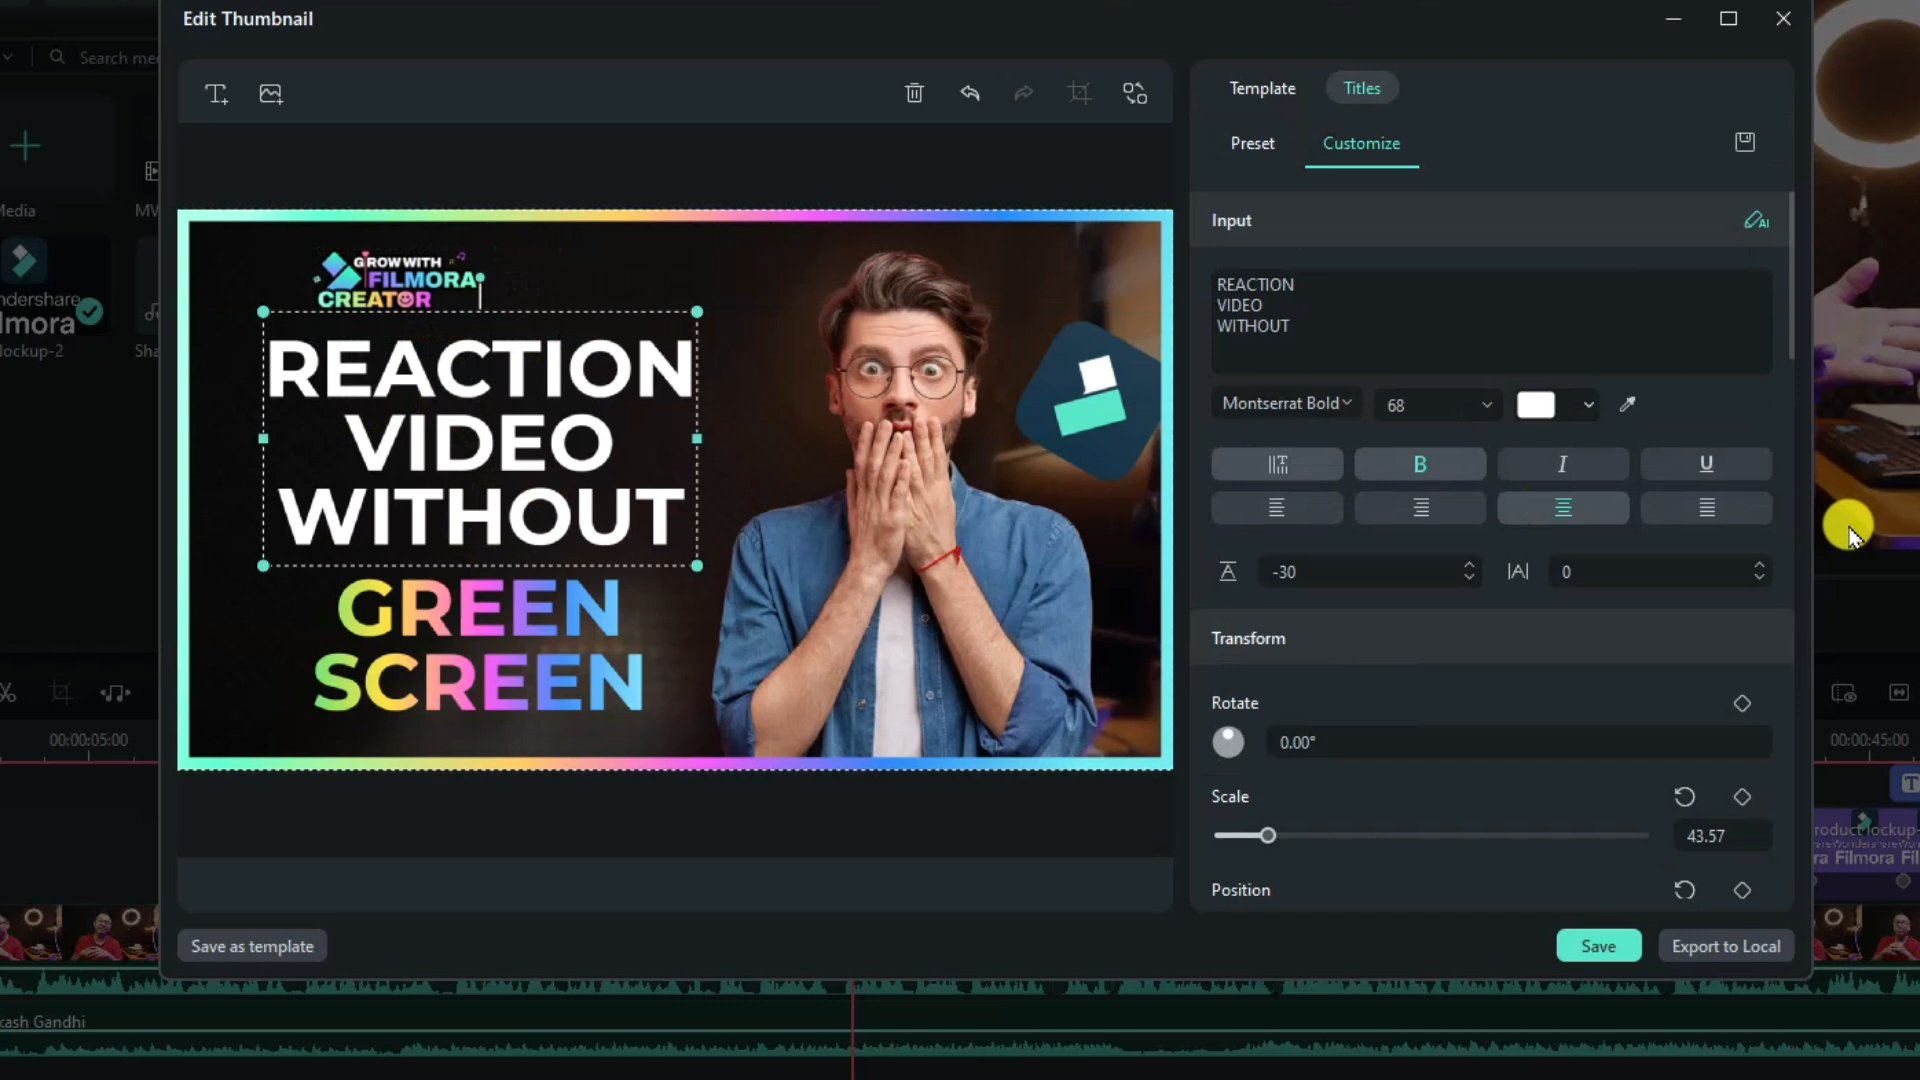 Edit Thumbnail
Search me
Template
Titles
Preset
Customize
Media
Input
REACTION
VIDEO
WITHOUT
GROW WITH
FILMORA
CREATOR
REACTION
VIDEO
WITHOUT
GREEN
SCREEN
ndershare
lmora
lockup-2
Sha
Montserrat Bold
68
B
I
U
-30
0
Transform
Rotate
0.00°
00:00:05:00
00:00:45:00
Scale
43.57
roduct lockup-
ra Filmora Fil
Position
Save as template
Save
Export to Local
kash Gandhi